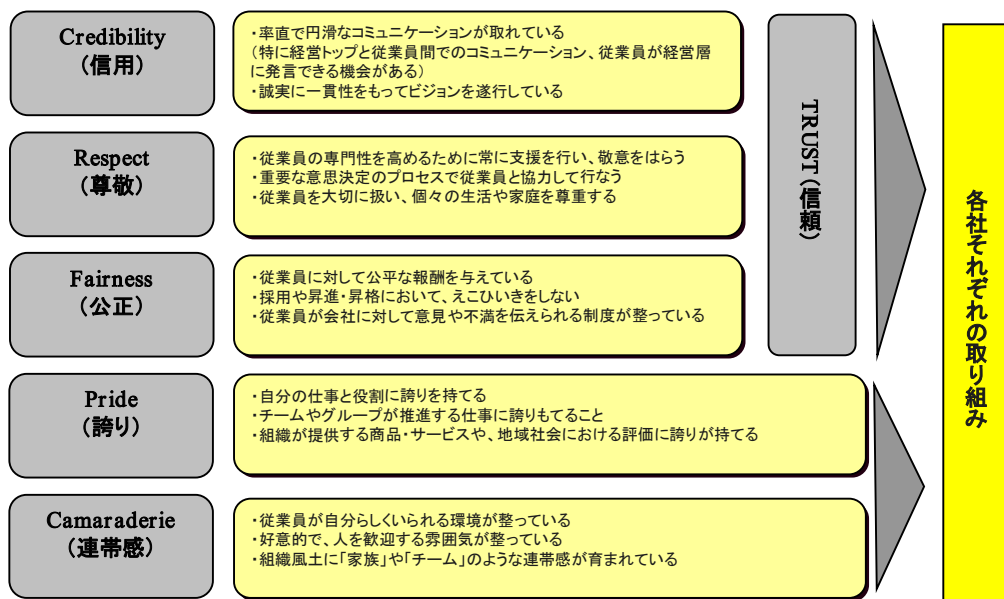 Credibility
(信用)
・率直で円滑なコミュニケーションが取れている
(特に経営トップと従業員間でのコミュニケーション、従業員が経営層
に発言できる機会がある)
・誠実に一貫性をもってビジョンを遂行している
Respect
(尊敬)
・従業員の専門性を高めるために常に支援を行い、敬意をはらう
・重要な意思決定のプロセスで従業員と協力して行なう
・従業員を大切に扱い、個々の生活や家庭を尊重する
Fairness
(公正)
・従業員に対して公平な報酬を与えている
・採用や昇進・昇格において、えこひいきをしない
・従業員が会社に対して意見や不満を伝えられる制度が整っている
TRUST(信頼)
Pride
(誇り)
・自分の仕事と役割に誇りを持てる
・チームやグループが推進する仕事に誇りもてること
・組織が提供する商品・サービスや、地域社会における評価に誇りが持てる
Camaraderie
(連帯感)
・従業員が自分らしくいられる環境が整っている
・好意的で、人を歓迎する雰囲気が整っている
・組織風土に「家族」や「チーム」のような連帯感が育まれている
各社それぞれの取り組み